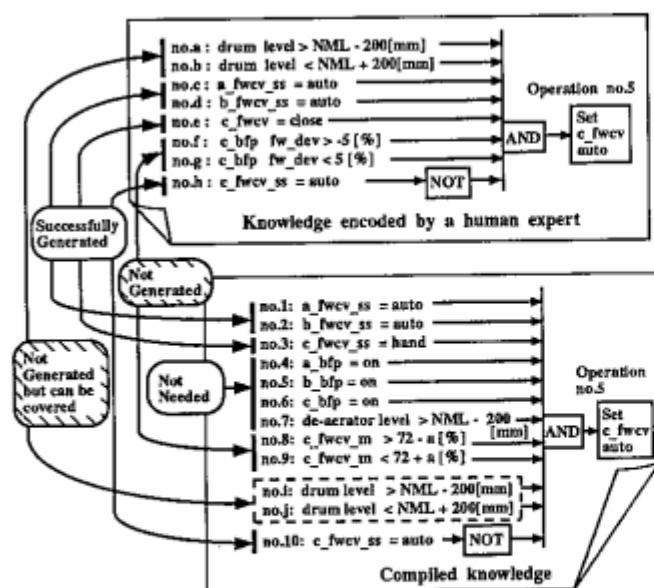 no.a : drum level > NML - 200[mm]
no.b : drum level < NML + 200[mm]
no.c : a_fwcv_ss = auto
no.d : b_fwcv_ss = auto
no.e : c_fwcv = close
no.f : c_bfp fw_dev > -5 [%]
no.g : c_bfp fw_dev < 5 [%]
no.h : c_fwcv_ss = auto
NOT
AND
Operation no.5
Set
c_fwcv
auto
Knowledge encoded by a human expert
Successfully
Generated
Not
Generated
Not
Generated
but can be
covered
Not
Needed
no.1: a_fwcv_ss = auto
no.2: b_fwcv_ss = auto
no.3: c_fwcv_ss = hand
no.4: a_bfp = on
no.5: b_bfp = on
no.6: c_bfp = on
no.7: de-aerator level > NML - 200
[mm]
no.8: c_fwcv_m > 72 - a [%]
no.9: c_fwcv_m < 72 + a [%]
no.i: drum level > NML - 200[mm]
no.j: drum level < NML + 200[mm]
no.10: c_fwcv_ss = auto
NOT
AND
Operation
no.5
Set
c_fwcv
auto
Compiled knowledge